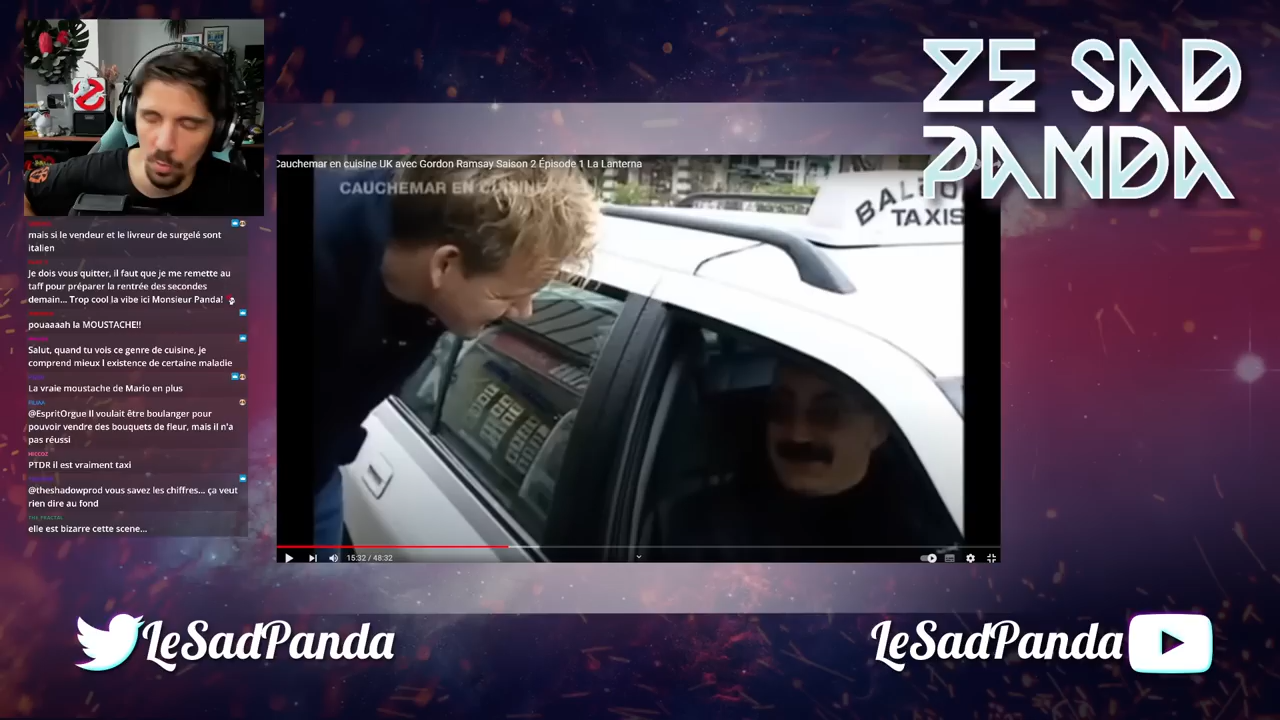 ZE SAD
PANDA
Cauchemar en cuisine UK avec Gordon Ramsay Saison 2 Épisode 1 La Lanterna
CAUCHEMAR EN CUISINE
TAXIS
mais si le vendeur et le livreur de surgelé sont
italien
Je dois vous quitter, il faut que je me remette au
taff pour préparer la rentrée des secondes
demain... Trop cool la vibe ici Monsieur Panda!
pouaaaah la MOUSTACHE!!
Salut, quand tu vois ce genre de cuisine, je
comprend mieux l existence de certaine maladie
La vraie moustache de Mario en plus
@EspritOrgue Il voulait être boulanger pour
pouvoir vendre des bouquets de fleur, mais il n'a
pas réussi
PTDR il est vraiment taxi
@theshadowprod vous savez les chiffres... ça veut
rien dire au fond
THE_FRACTAL
elle est bizarre cette scene...
15:32 / 48:32
LeSadPanda
LeSadPanda